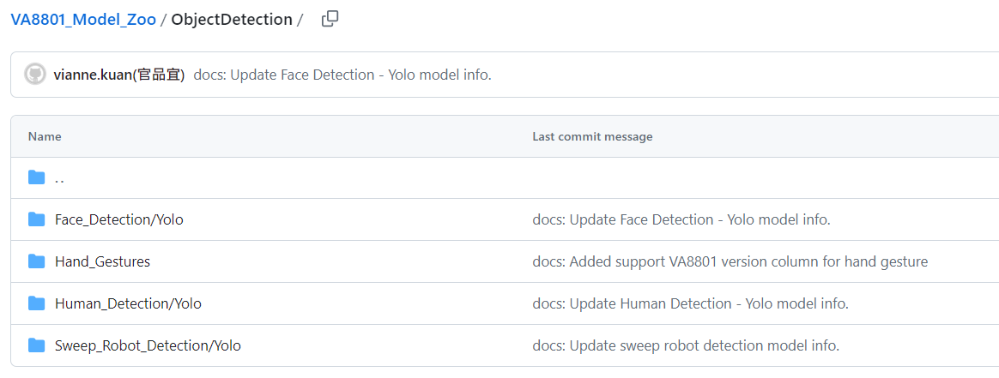 VA8801_Model_Zoo / ObjectDetection /
vianne.kuan(官品宜) docs: Update Face Detection - Yolo model info.
Name Last commit message
..
Face_Detection/Yolo docs: Update Face Detection - Yolo model info.
Hand_Gestures docs: Added support VA8801 version column for hand gesture
Human_Detection/Yolo docs: Update Human Detection - Yolo model info.
Sweep_Robot_Detection/Yolo docs: Update sweep robot detection model info.